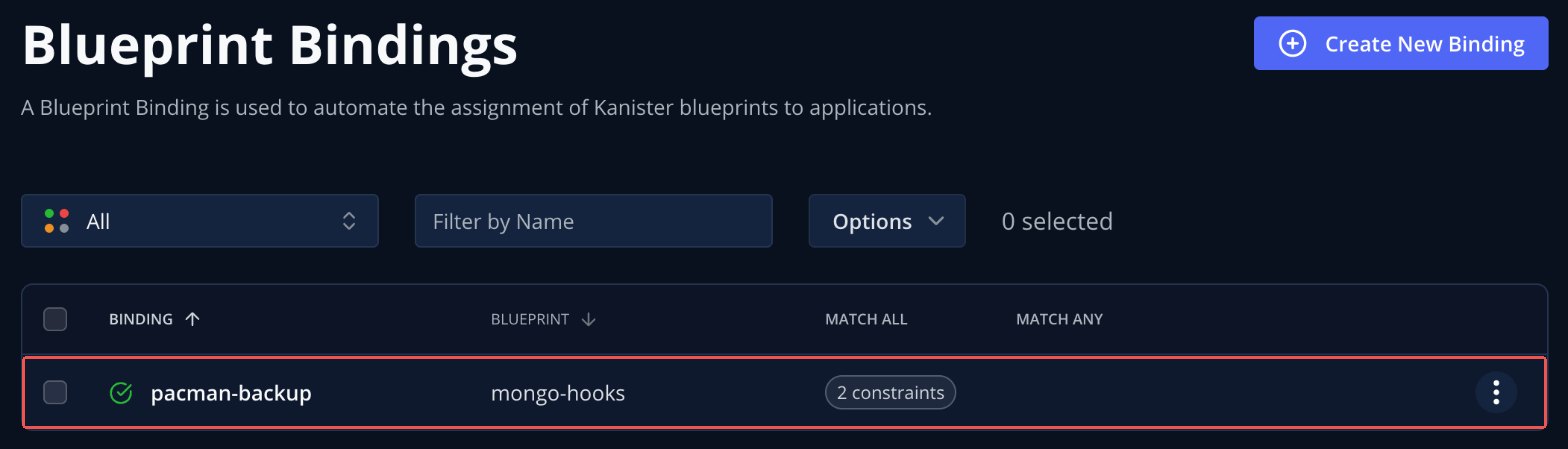 Blueprint Bindings
Create New Binding
A Blueprint Binding is used to automate the assignment of Kanister blueprints to applications.
All
Filter by Name
Options
0 selected
BINDING BLUEPRINT MATCH ALL MATCH ANY
pacman-backup mongo-hooks 2 constraints